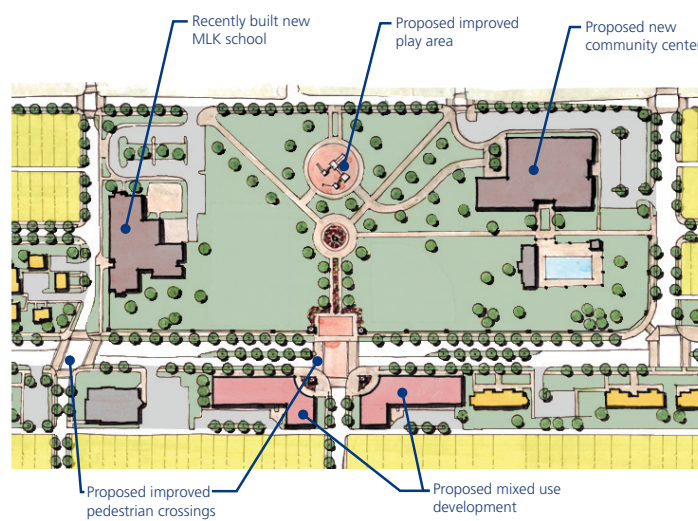 Recently built new
MLK school
Proposed improved
play area
Proposed new
community center
Proposed improved
pedestrian crossings
Proposed mixed use
development